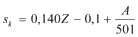 s_k = 0,140Z − 0,1 + A/501